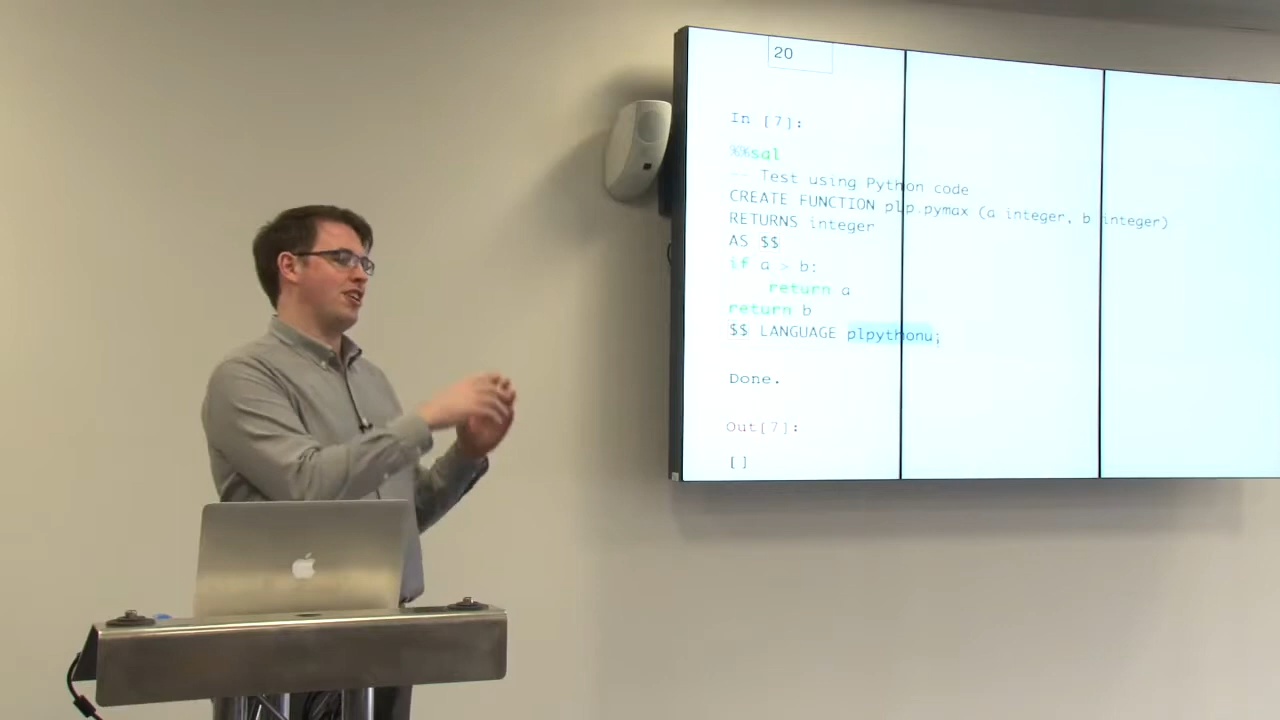 20
In [7]:
%%sql
-- Test using Python code
CREATE FUNCTION plp.pymax (a integer, b integer)
RETURNS integer
AS $$
if a > b:
    return a
return b
$$ LANGUAGE plpythonu;
Done.
Out[7]:
[]